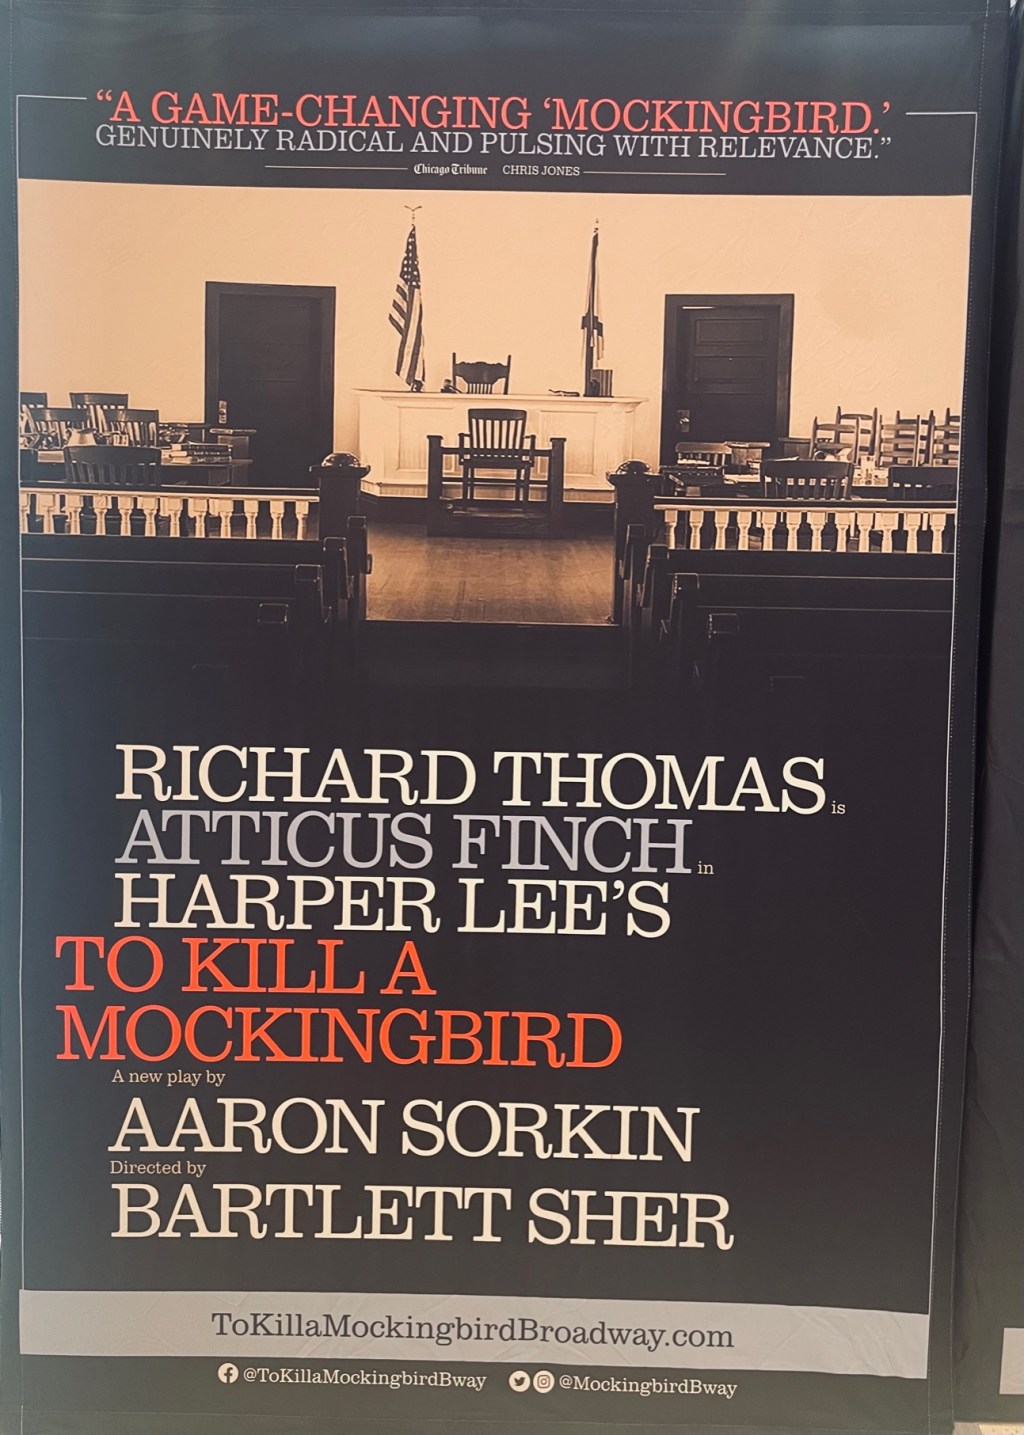 “A GAME-CHANGING ‘MOCKINGBIRD.’
GENUINELY RADICAL AND PULSING WITH RELEVANCE.”
Chicago Tribune CHRIS JONES
RICHARD THOMAS is
ATTICUS FINCH in
HARPER LEE’S
TO KILL A
MOCKINGBIRD
A new play by
AARON SORKIN
Directed by
BARTLETT SHER
ToKillaMockingbirdBroadway.com
@ToKillaMockingbirdBway @MockingbirdBway